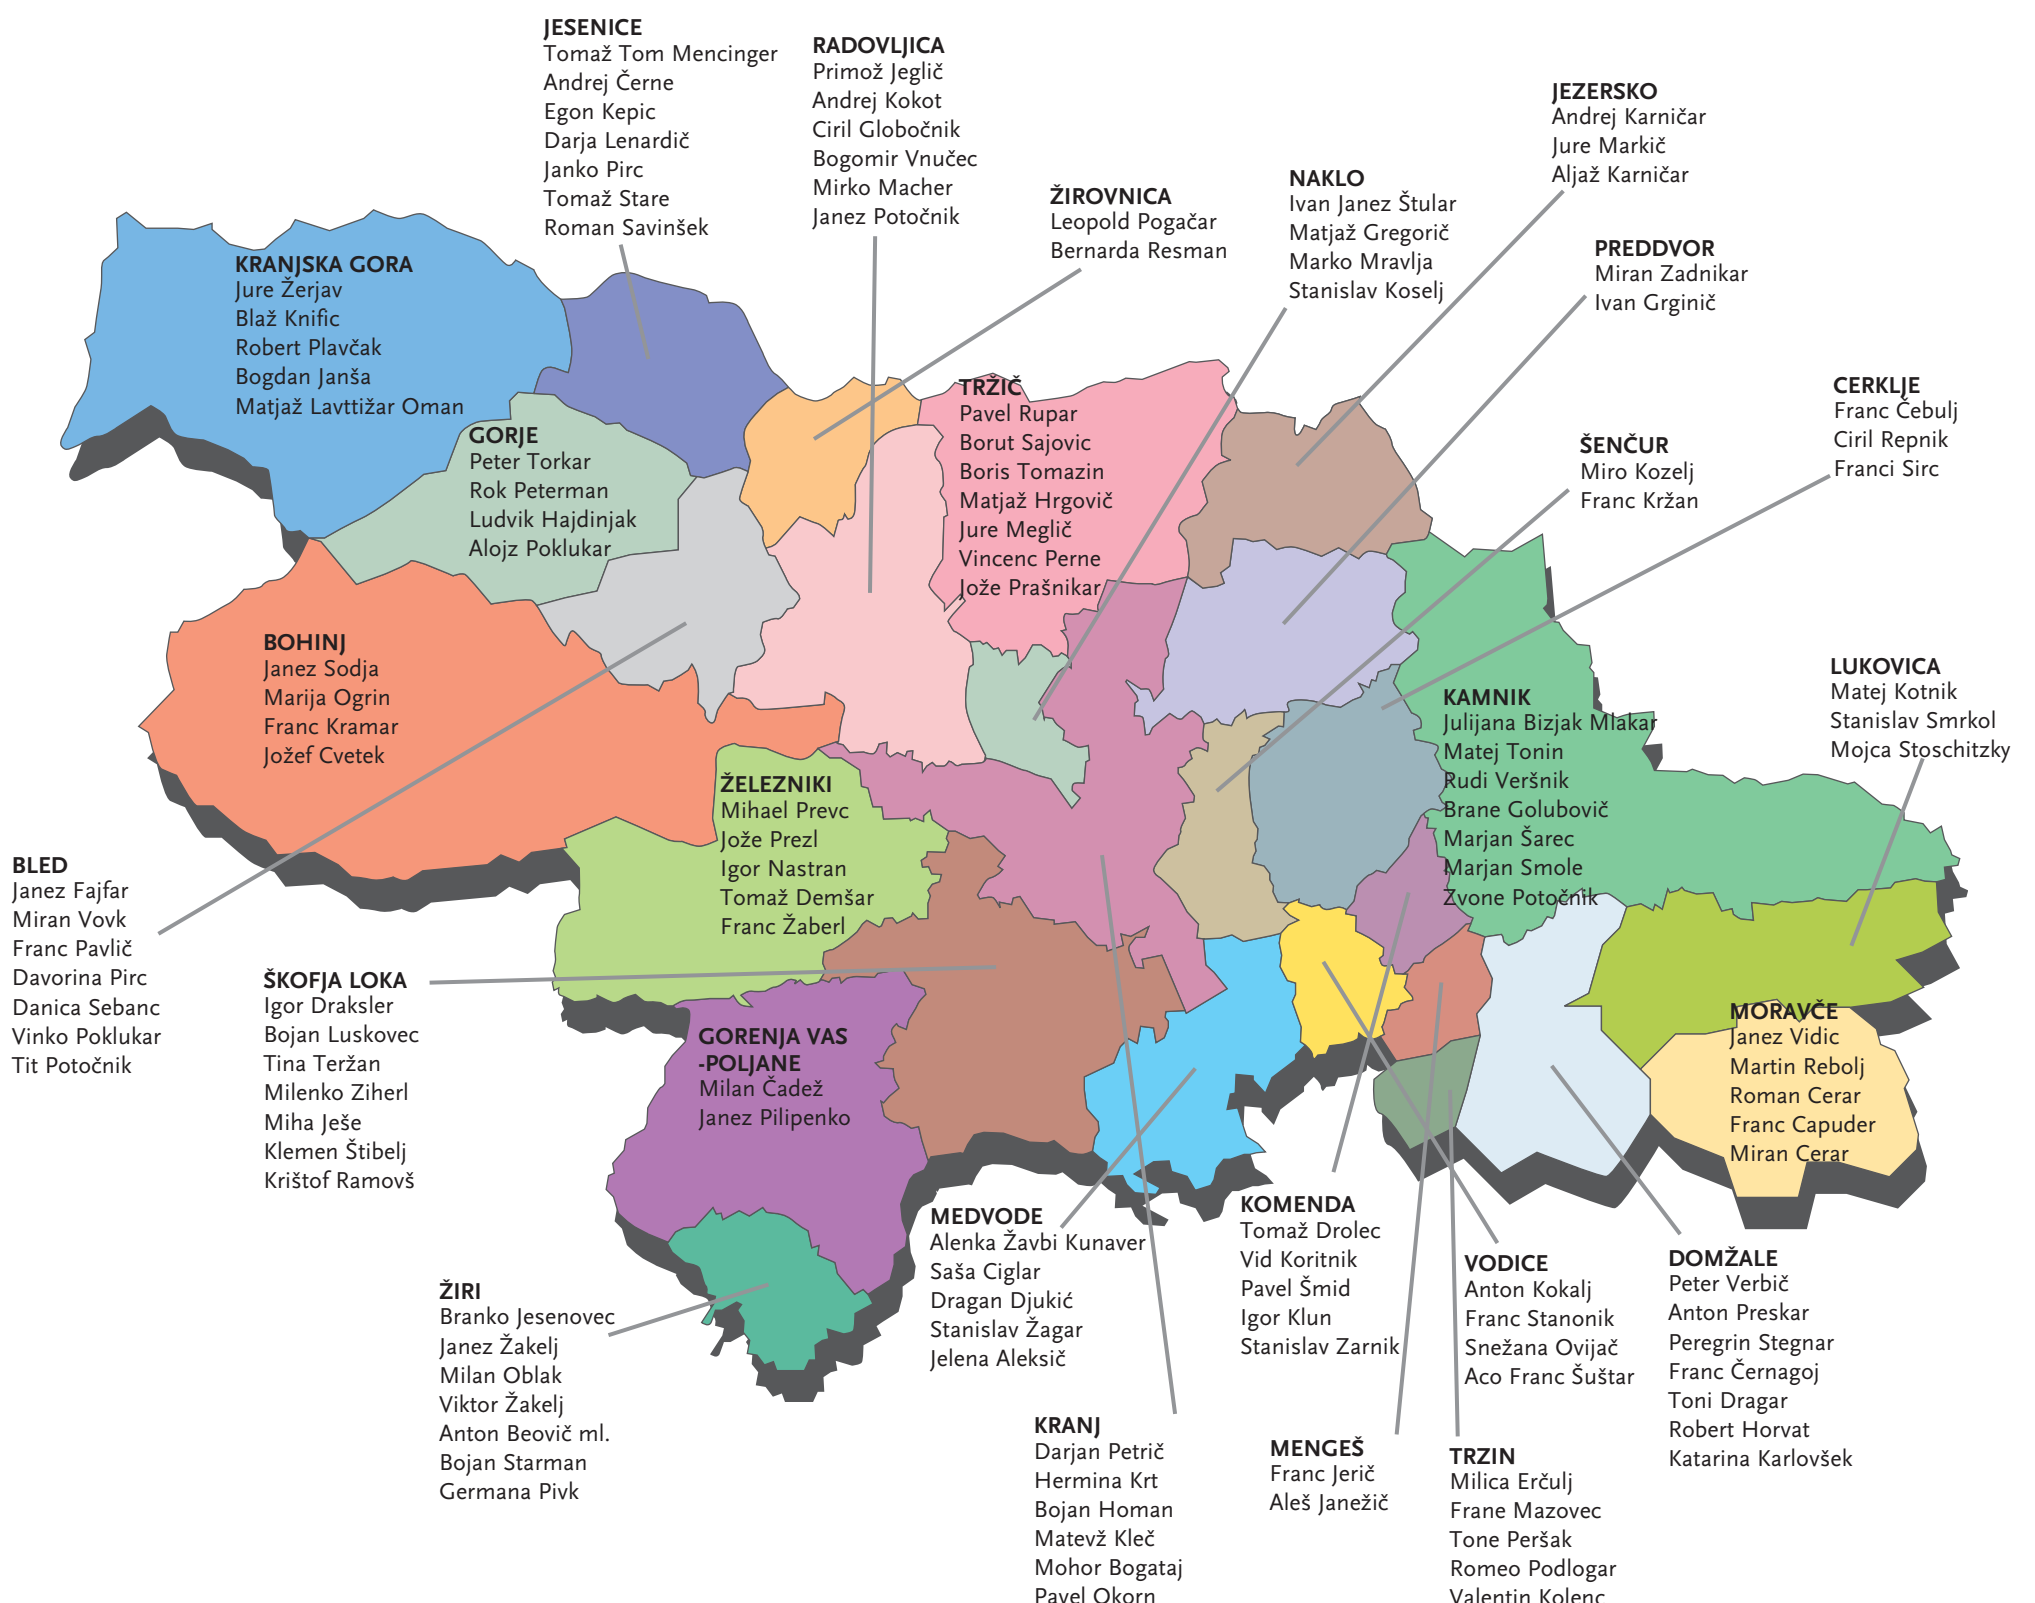 JESENICE
Tomaž Tom Mencinger
Andrej Černe
Egon Kepic
Darja Lenardič
Janko Pirc
Tomaž Stare
Roman Savinšek
RADOVLJICA
Primož Jeglič
Andrej Kokot
Ciril Globočnik
Bogomir Vnučec
Mirko Macher
Janez Potočnik
ŽIROVNICA
Leopold Pogačar
Bernarda Resman
NAKLO
Ivan Janez Štular
Matjaž Gregorič
Marko Mravlja
Stanislav Koselj
JEZERSKO
Andrej Karničar
Jure Markič
Aljaž Karničar
PREDDVOR
Miran Zadnikar
Ivan Grginič
CERKLJE
Franc Čebulj
Ciril Repnik
Franci Sirc
ŠENČUR
Miro Kozelj
Franc Kržan
KRANJSKA GORA
Jure Žerjav
Blaž Knific
Robert Plavčak
Bogdan Janša
Matjaž Lavttižar Oman
GORJE
Peter Torkar
Rok Peterman
Ludvik Hajdinjak
Alojz Poklukar
TRŽIČ
Pavel Rupar
Borut Sajovic
Boris Tomazin
Matjaž Hrgovič
Jure Meglič
Vincenc Perne
Jože Prašnikar
BOHINJ
Janez Sodja
Marija Ogrin
Franc Kramar
Jožef Cvetek
KAMNIK
Julijana Bizjak Mlakar
Matej Tonin
Rudi Veršnik
Brane Golubovič
Marjan Šarec
Marjan Smole
Zvone Potočnik
LUKOVICA
Matej Kotnik
Stanislav Smrkol
Mojca Stoschitzky
ŽELEZNIKI
Mihael Prevc
Jože Prezl
Igor Nastran
Tomaž Demšar
Franc Žaberl
BLED
Janez Fajfar
Miran Vovk
Franc Pavlič
Davorina Pirc
Danica Sebanc
Vinko Poklukar
Tit Potočnik
ŠKOFJA LOKA
Igor Draksler
Bojan Luskovec
Tina Teržan
Milenko Ziherl
Miha Ješe
Klemen Štibelj
Krištof Ramovš
GORENJA VAS
-POLJANE
Milan Čadež
Janez Pilipenko
MORAVČE
Janez Vidic
Martin Rebolj
Roman Cerar
Franc Capuder
Miran Cerar
ŽIRI
Branko Jesenovec
Janez Žakelj
Milan Oblak
Viktor Žakelj
Anton Beovič ml.
Bojan Starman
Germana Pivk
MEDVODE
Alenka Žavbi Kunaver
Saša Ciglar
Dragan Djukić
Stanislav Žagar
Jelena Aleksič
KOMENDA
Tomaž Drolec
Vid Koritnik
Pavel Šmid
Igor Klun
Stanislav Zarnik
VODICE
Anton Kokalj
Franc Stanonik
Snežana Ovijač
Aco Franc Šuštar
DOMŽALE
Peter Verbič
Anton Preskar
Peregrin Stegnar
Franc Černagoj
Toni Dragar
Robert Horvat
Katarina Karlovšek
KRANJ
Darjan Petrič
Hermina Krt
Bojan Homan
Matevž Kleč
Mohor Bogataj
Pavel Okorn
MENGEŠ
Franc Jerič
Aleš Janežič
TRZIN
Milica Erčulj
Frane Mazovec
Tone Peršak
Romeo Podlogar
Valentin Kolenc